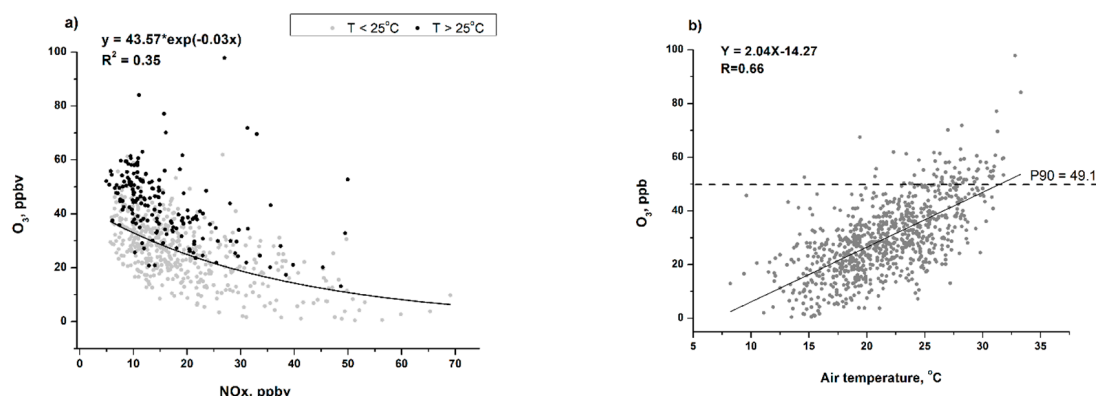 a)
T < 25°C T > 25°C
y = 43.57*exp(-0.03x)
R² = 0.35
100
80
60
40
20
0
O₃, ppbv
0 10 20 30 40 50 60 70
NOx, ppbv
b)
Y = 2.04X-14.27
R=0.66
100
80
60
40
20
0
O₃, ppb
P90 = 49.1
5 10 15 20 25 30 35
Air temperature, °C